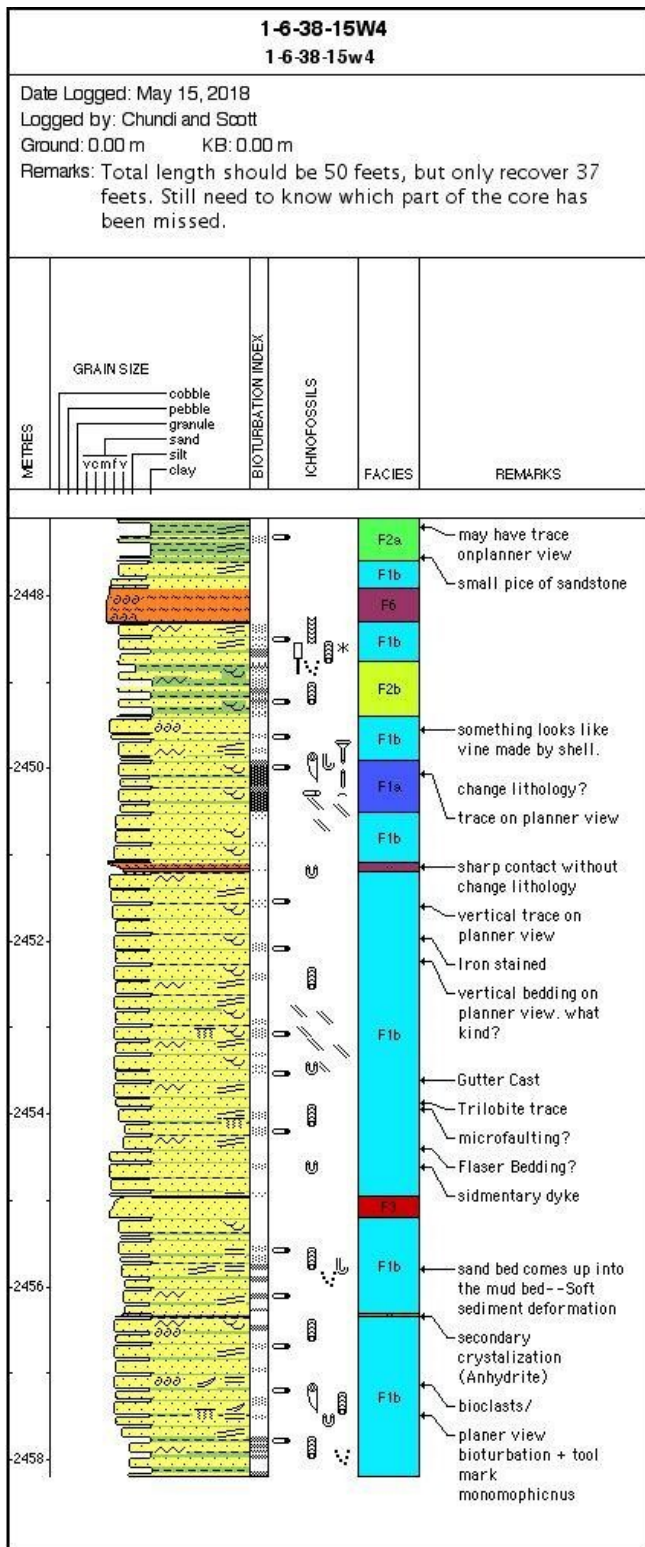 1-6-38-15W4
1-6-38-15w4
Date Logged: May 15, 2018
Logged by: Chundi and Scott
Ground: 0.00 m KB: 0.00 m
Remarks: Total length should be 50 feets, but only recover 37
feets. Still need to know which part of the core has
been missed.
METRES
GRAIN SIZE
cobble
pebble
granule
sand
vcmfv
silt
clay
BIOTURBATION INDEX
ICHNOFOSSILS
FACIES
REMARKS
F2a
may have trace
onplanner view
F1b
small pice of sandstone
-2448
F6
F1b
F2b
F1b
something looks like
vine made by shell.
-2450
F1a
change lithology?
trace on planner view
F1b
sharp contact without
change lithology
vertical trace on
planner view
-2452
Iron stained
vertical bedding on
planner view. what
kind?
F1b
Gutter Cast
Trilobite trace
-2454
microfaulting?
Flaser Bedding?
sidmentary dyke
F3
F1b
-2456
sand bed comes up into
the mud bed--Soft
sediment deformation
secondary
crystalization
(Anhydrite)
F1b
bioclasts/
planer view
bioturbation + tool
mark
monomophicnus
-2458